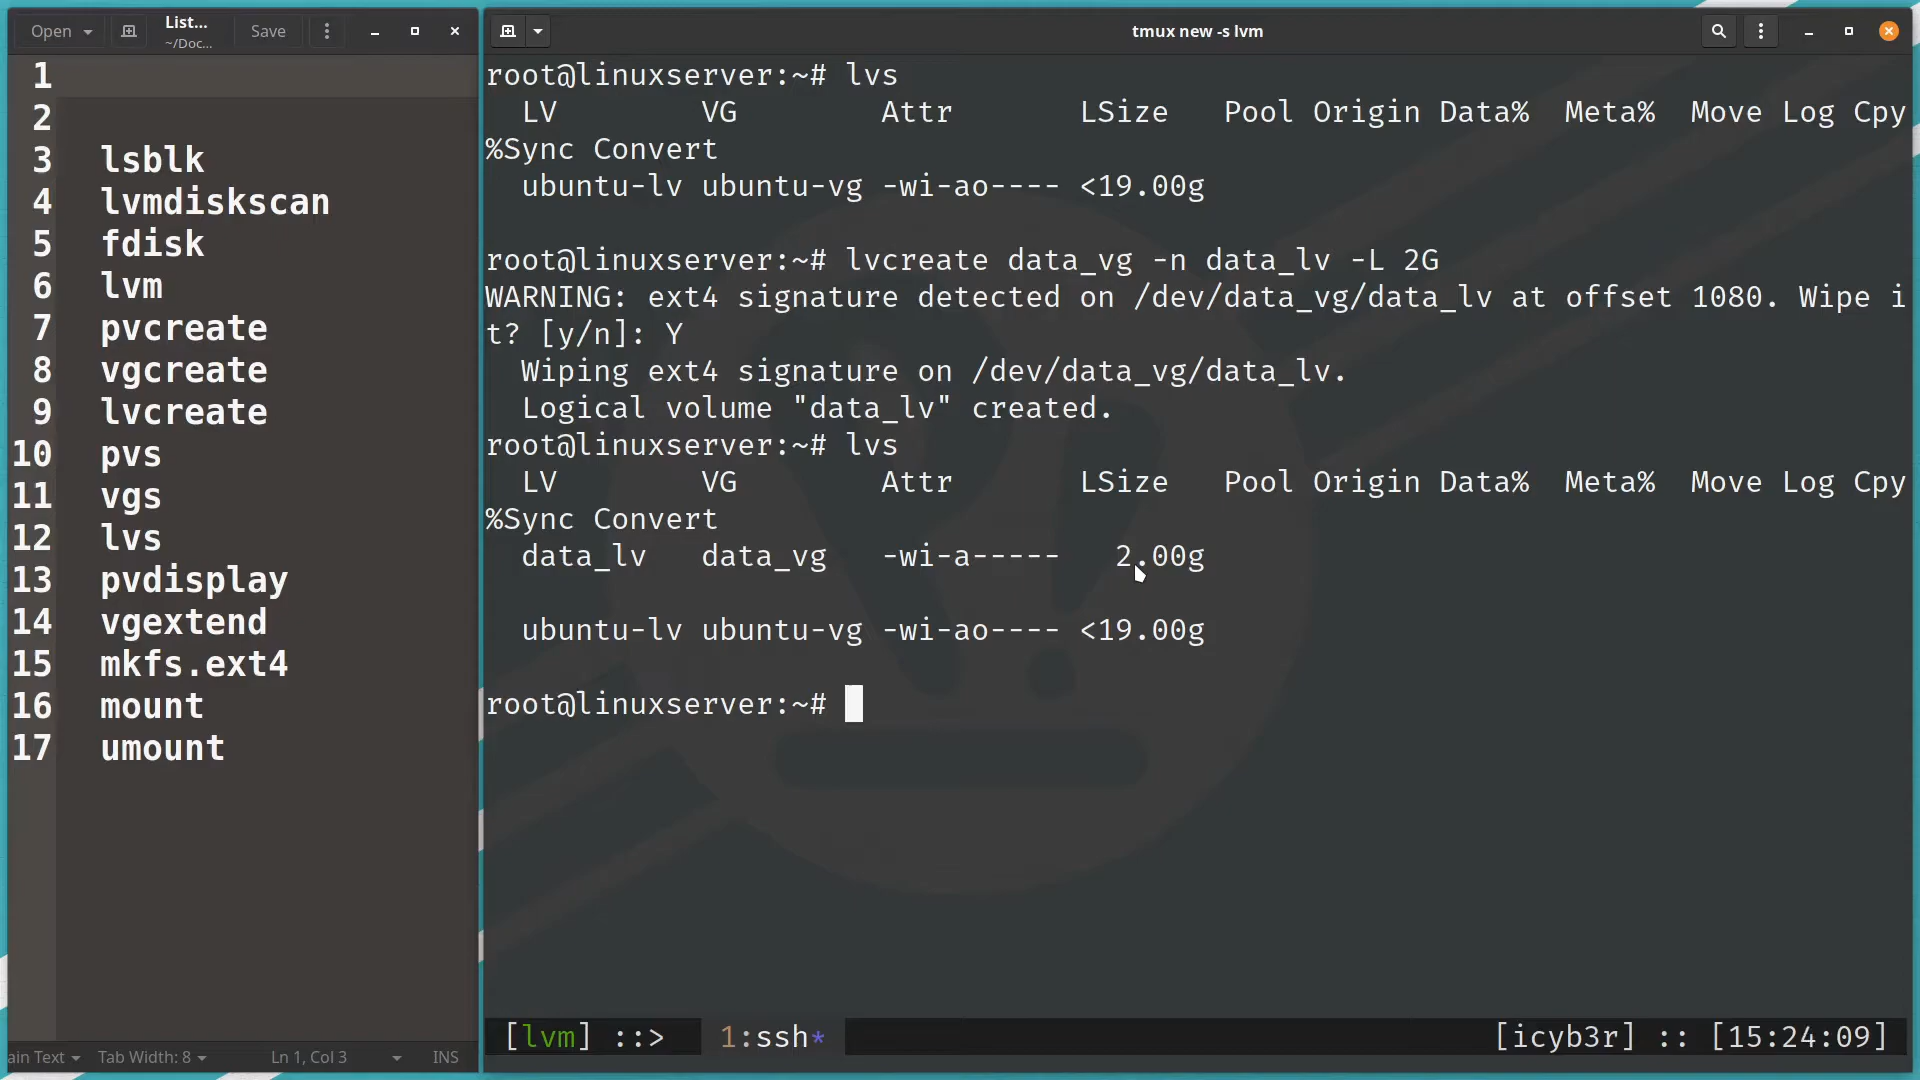 Open
List...
~/Doc...
Save
1
2
3 lsblk
4 lvmdiskscan
5 fdisk
6 lvm
7 pvcreate
8 vgcreate
9 lvcreate
10 pvs
11 vgs
12 lvs
13 pvdisplay
14 vgextend
15 mkfs.ext4
16 mount
17 umount
ain Text Tab Width: 8 Ln 1, Col 3 INS
tmux new -s lvm
root@linuxserver:~# lvs
LV VG Attr LSize Pool Origin Data% Meta% Move Log Cpy
%Sync Convert
ubuntu-lv ubuntu-vg -wi-ao---- <19.00g
root@linuxserver:~# lvcreate data_vg -n data_lv -L 2G
WARNING: ext4 signature detected on /dev/data_vg/data_lv at offset 1080. Wipe i
t? [y/n]: Y
Wiping ext4 signature on /dev/data_vg/data_lv.
Logical volume "data_lv" created.
root@linuxserver:~# lvs
LV VG Attr LSize Pool Origin Data% Meta% Move Log Cpy
%Sync Convert
data_lv data_vg -wi-a----- 2.00g
ubuntu-lv ubuntu-vg -wi-ao---- <19.00g
root@linuxserver:~#
[lvm] ::> 1:ssh* [icyb3r] :: [15:24:09]